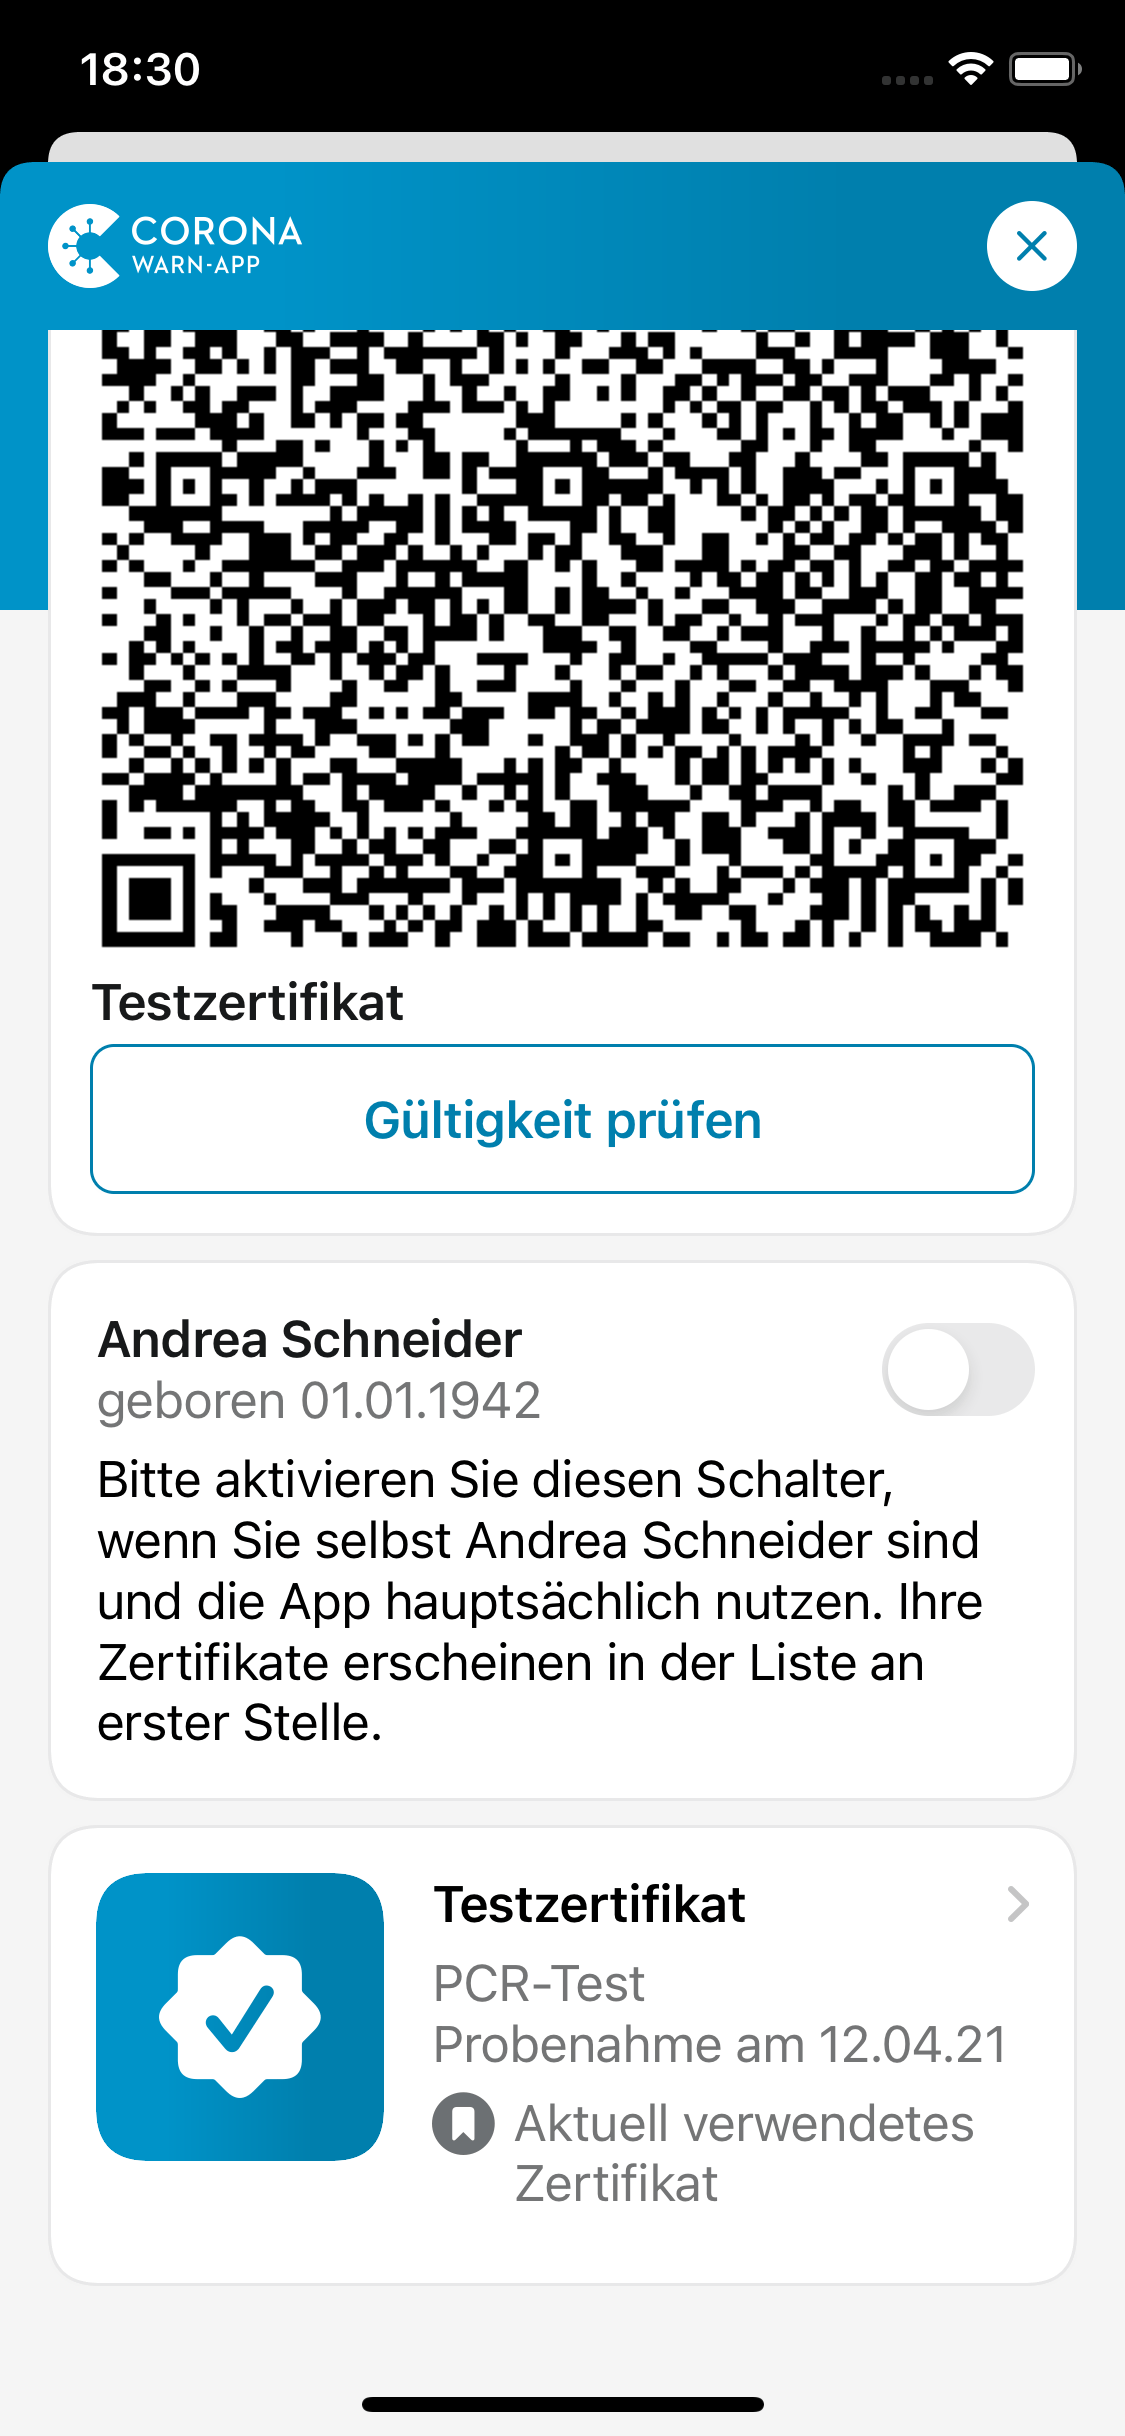 18:30
CORONA
WARN-APP
Testzertifikat
Gültigkeit prüfen
Andrea Schneider
geboren 01.01.1942
Bitte aktivieren Sie diesen Schalter,
wenn Sie selbst Andrea Schneider sind
und die App hauptsächlich nutzen. Ihre
Zertifikate erscheinen in der Liste an
erster Stelle.
Testzertifikat
PCR-Test
Probenahme am 12.04.21
Aktuell verwendetes
Zertifikat